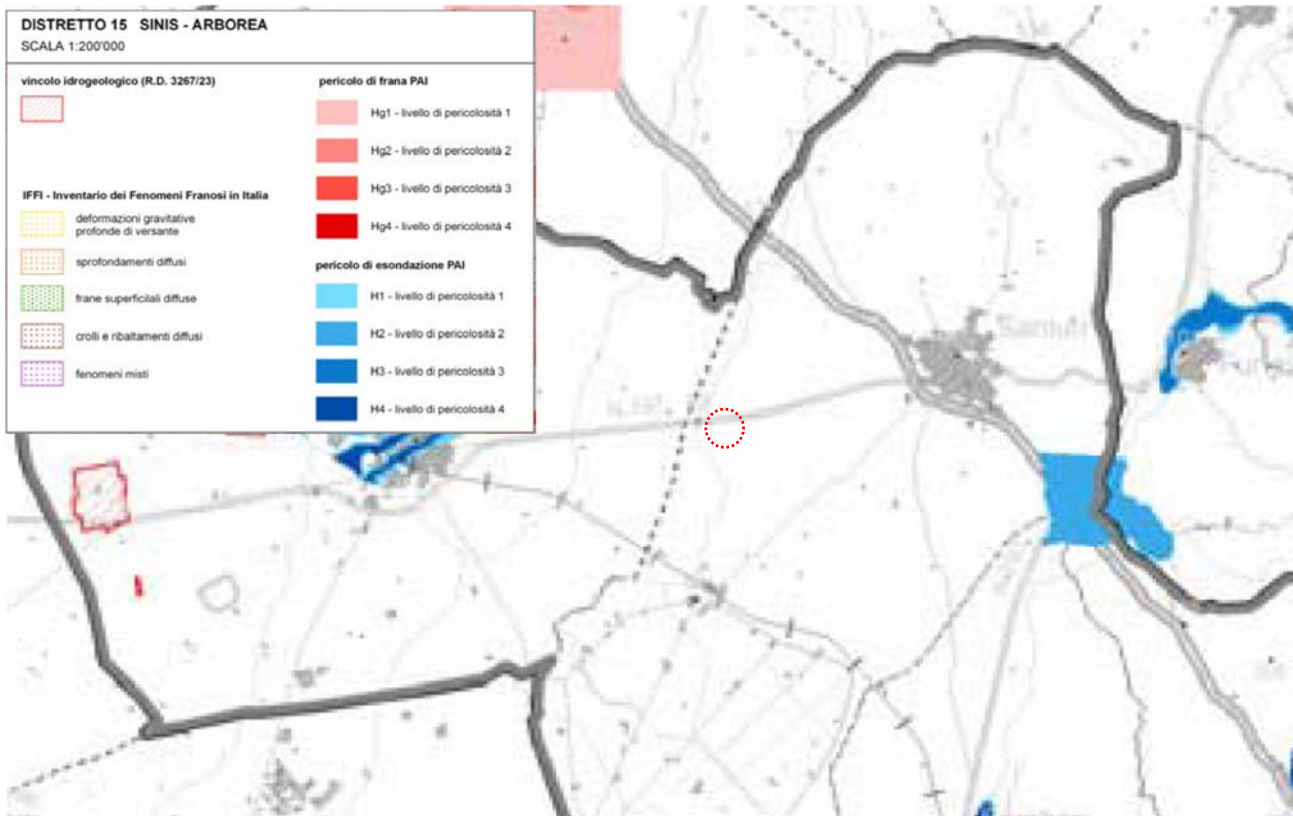 DISTRETTO 15 SINIS - ARBOREA
SCALA 1:200'000
vincolo idrogeologico (R.D. 3267/23)
IFFI - Inventario dei Fenomeni Franosi in Italia
deformazioni gravitative
profonde di versante
sprofondamenti diffusi
frane superficilali diffuse
crolli e ribaltamenti diffusi
fenomeni misti
pericolo di frana PAI
Hg1 - livello di pericolosità 1
Hg2 - livello di pericolosità 2
Hg3 - livello di pericolosità 3
Hg4 - livello di pericolosità 4
pericolo di esondazione PAI
H1 - livello di pericolosità 1
H2 - livello di pericolosità 2
H3 - livello di pericolosità 3
H4 - livello di pericolosità 4
Sanluri